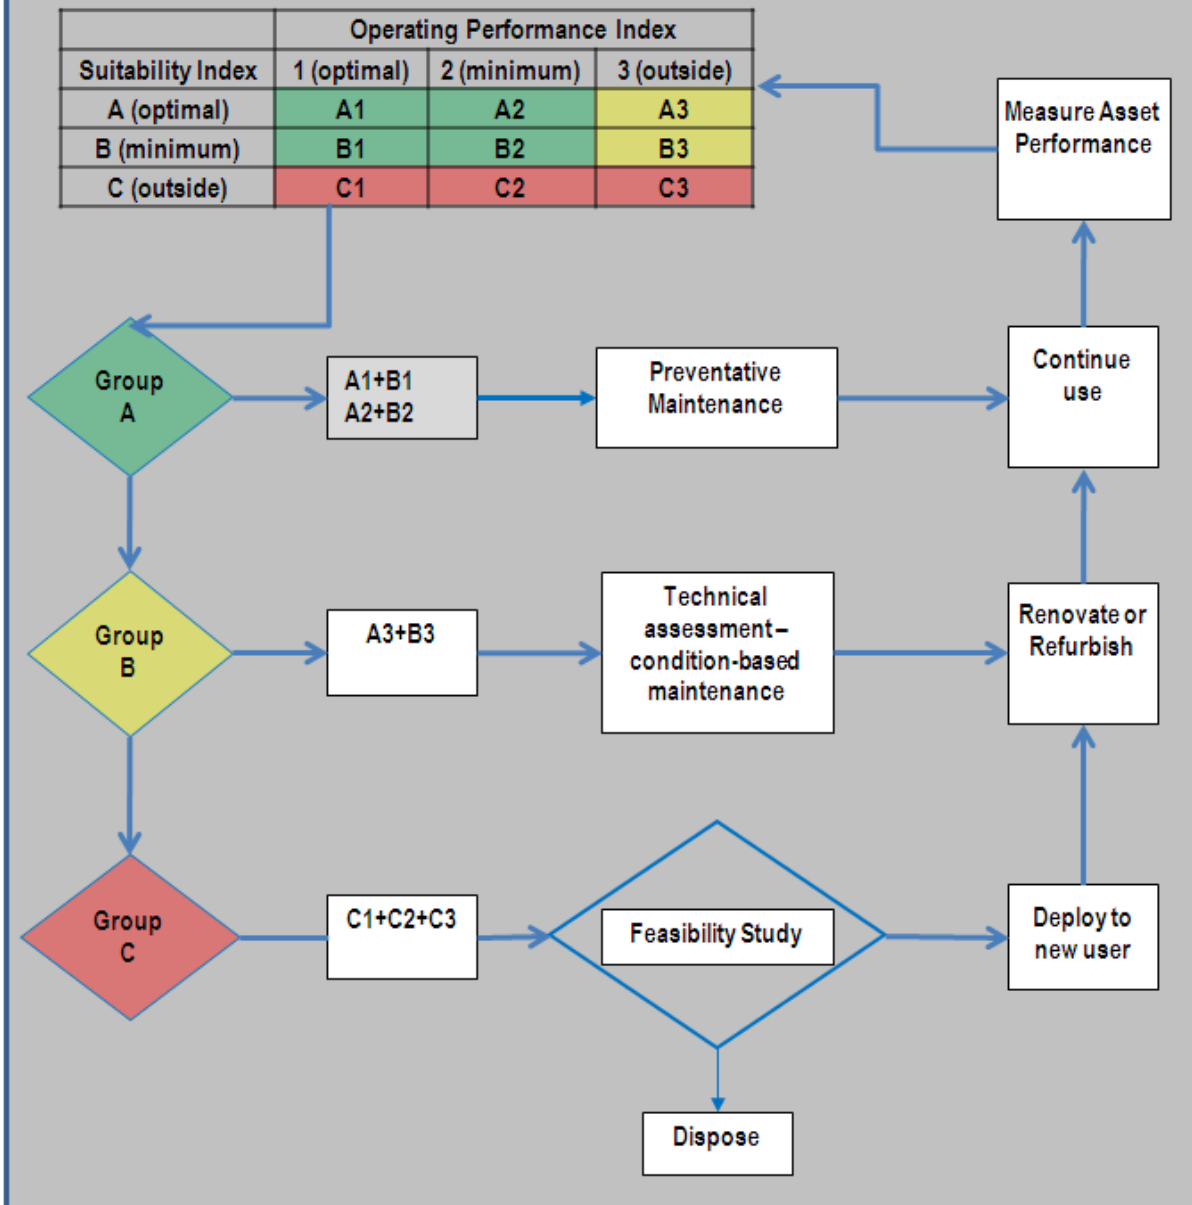 Operating Performance Index
Suitability Index 1 (optimal) 2 (minimum) 3 (outside)
A (optimal) A1 A2 A3
B (minimum) B1 B2 B3
C (outside) C1 C2 C3
Measure Asset
Performance
Group
A
A1+B1
A2+B2
Preventative
Maintenance
Continue
use
Group
B
A3+B3
Technical
assessment–
condition-based
maintenance
Renovate or
Refurbish
Group
C
C1+C2+C3
Feasibility Study
Deploy to
new user
Dispose